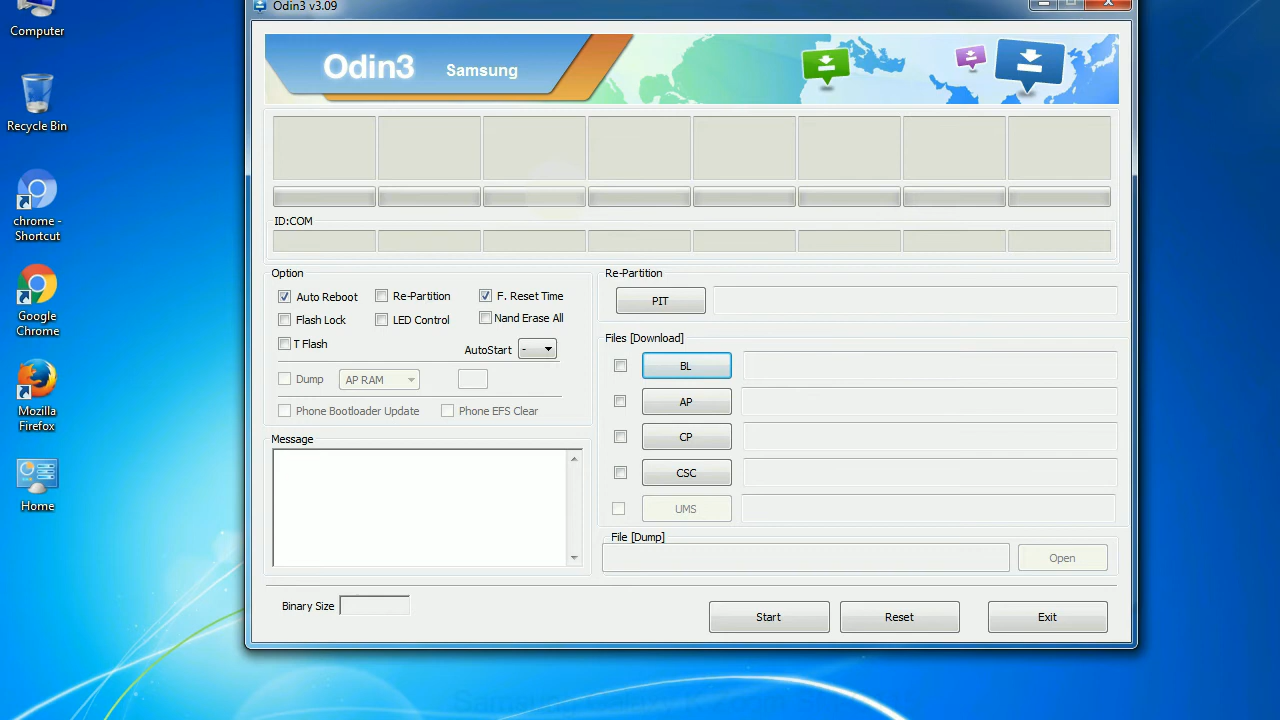 Computer
Recycle Bin
chrome -
Shortcut
Google
Chrome
Mozilla
Firefox
Home
Odin3 v3.09
Odin3 Samsung
ID:COM
Option
Auto Reboot
Re-Partition
F. Reset Time
Flash Lock
LED Control
Nand Erase All
T Flash
AutoStart -
Dump
AP RAM
Phone Bootloader Update
Phone EFS Clear
Message
Re-Partition
PIT
Files [Download]
BL
AP
CP
CSC
UMS
File [Dump]
Open
Binary Size
Start
Reset
Exit